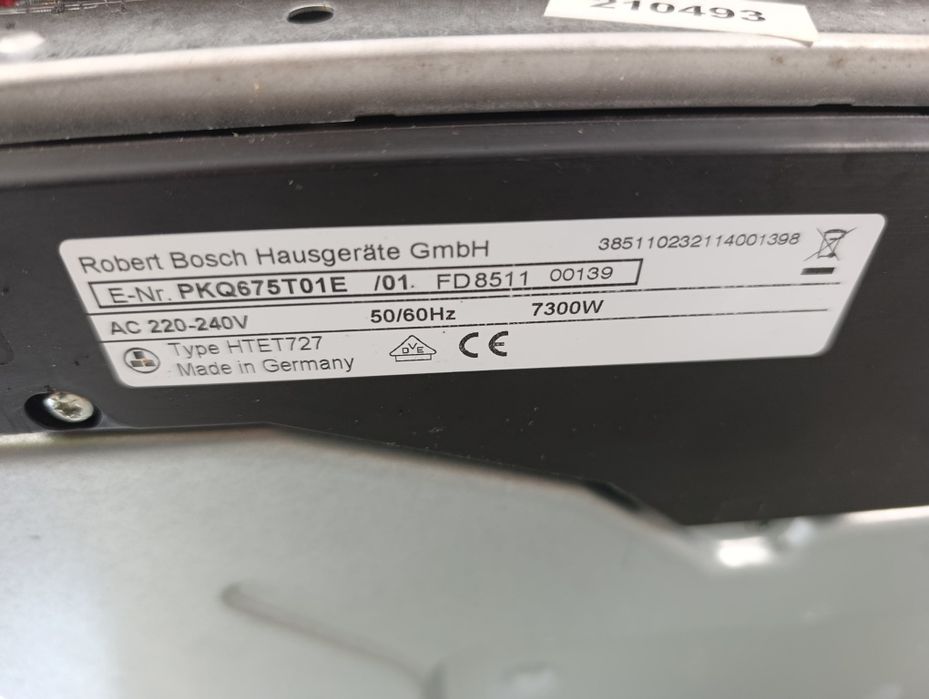 210493
Robert Bosch Hausgeräte GmbH 385110232114001398
E-Nr. PKQ675T01E /01. FD8511 00139
AC 220-240V 50/60Hz 7300W
Type HTET727
Made in Germany
DVE CE